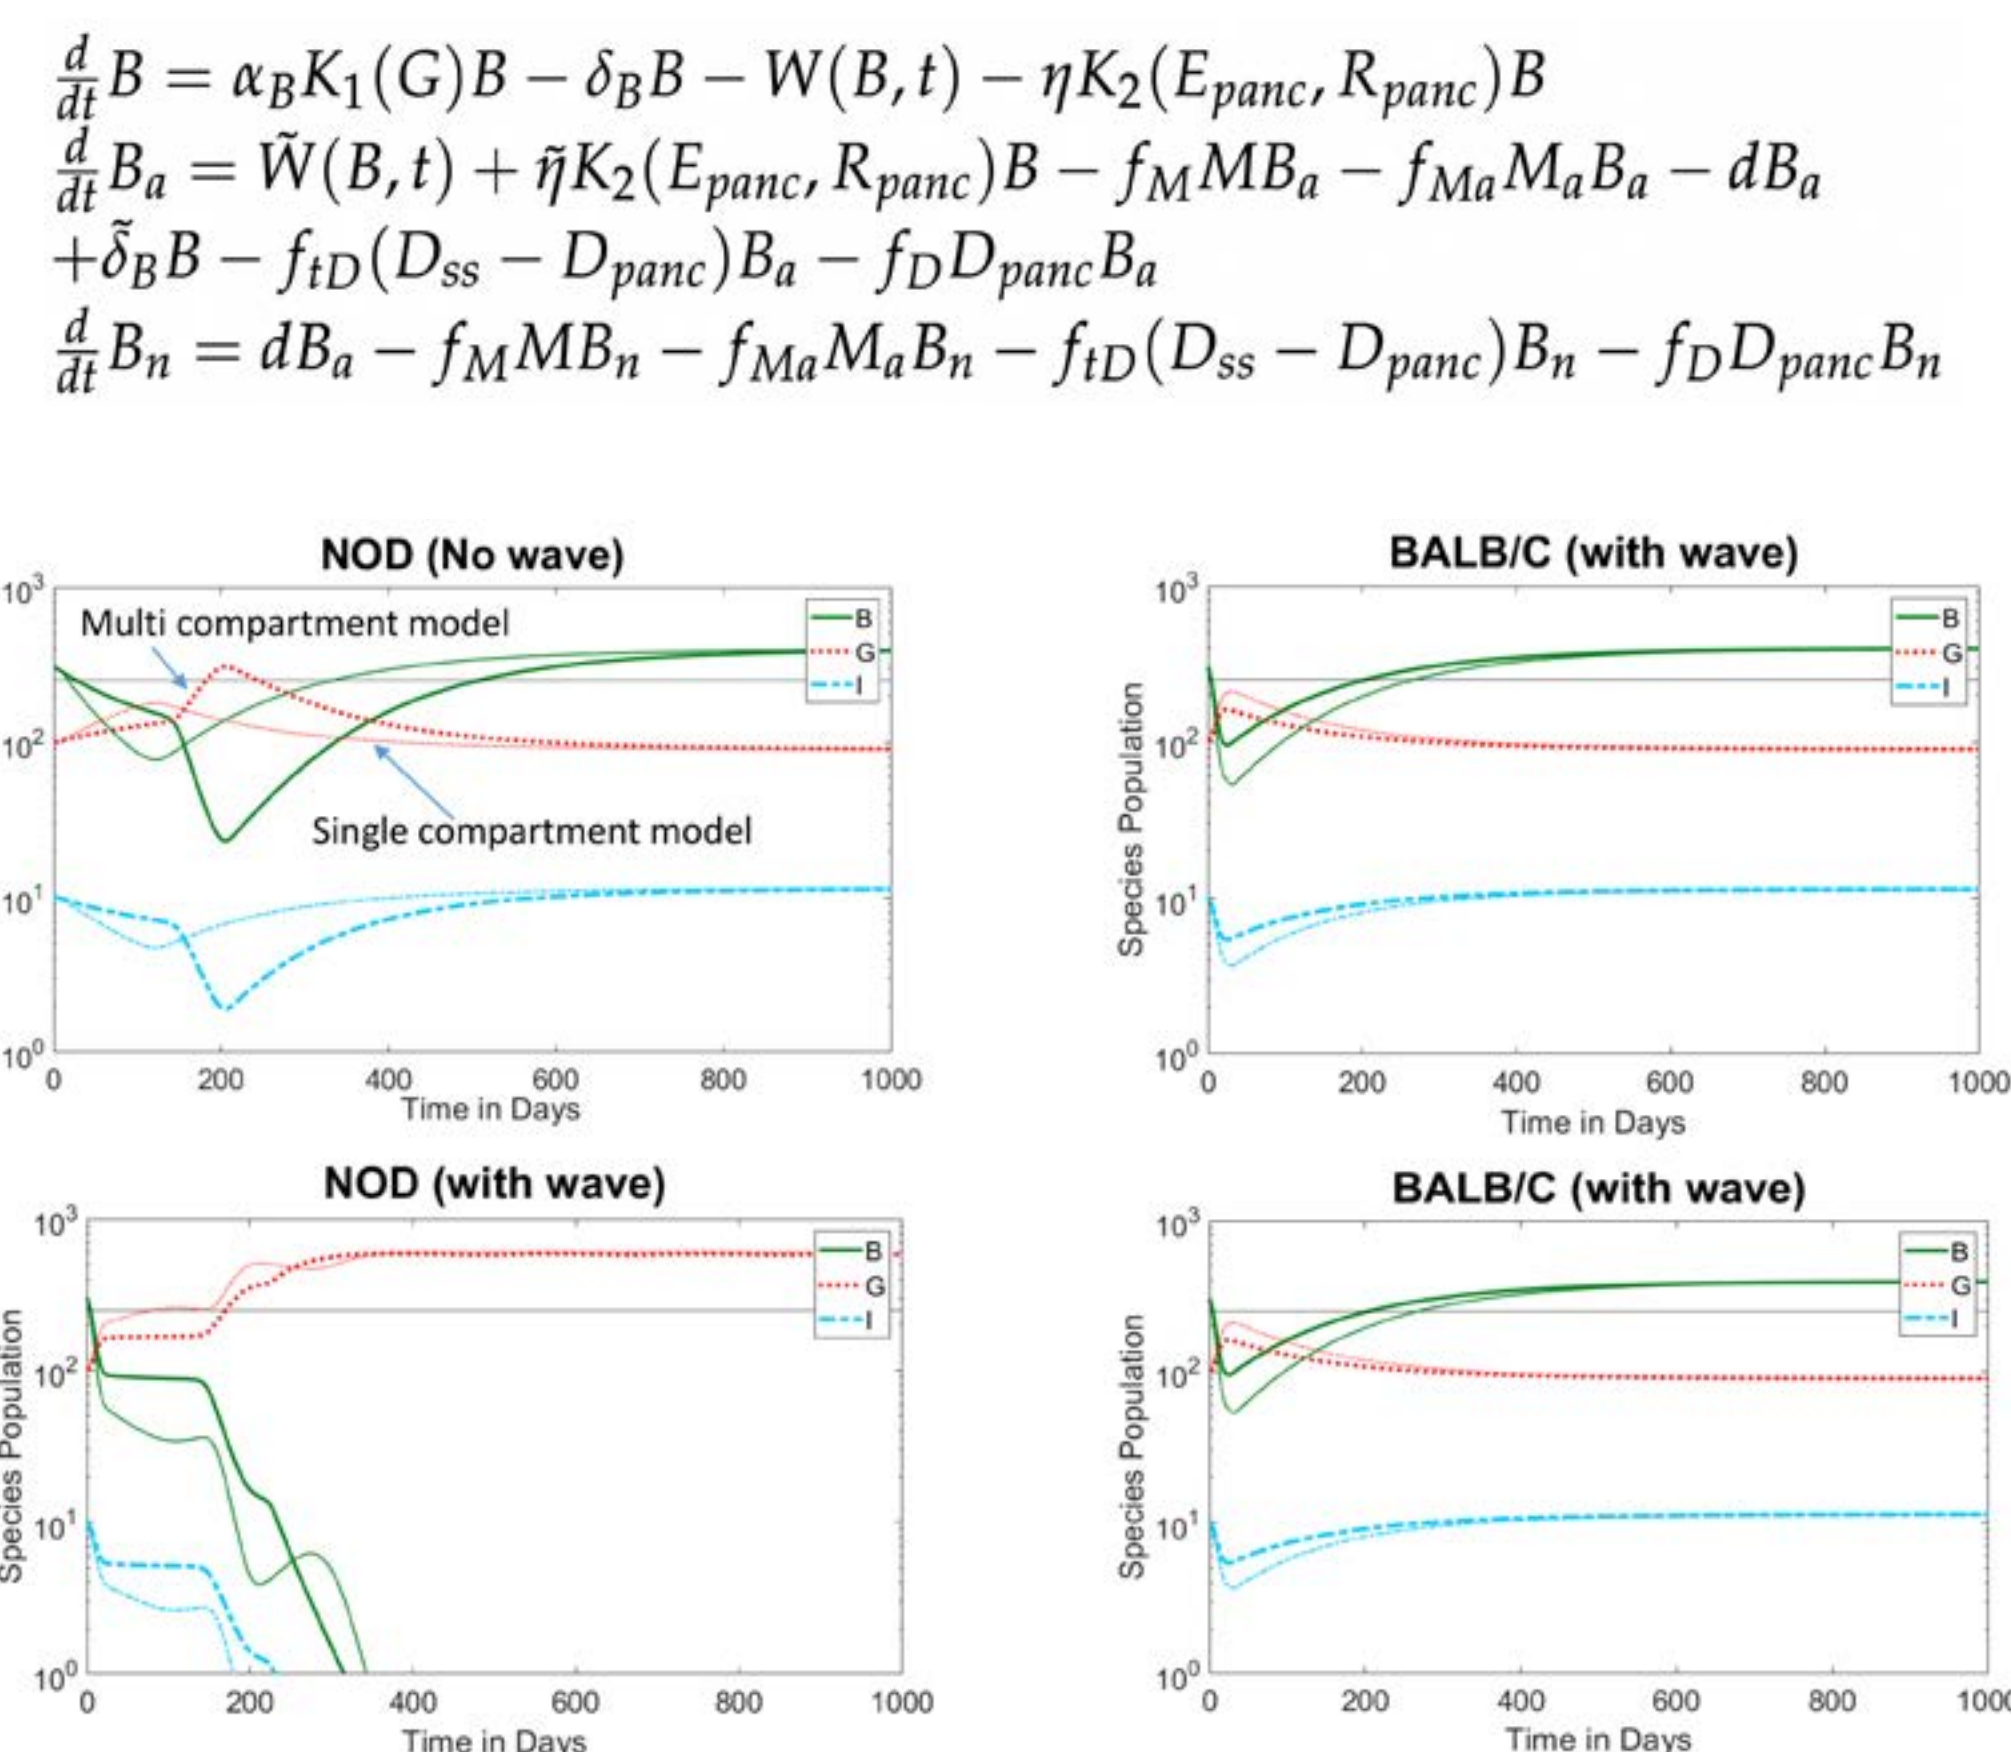 d/dt B = α_B K_1(G)B − δ_B B − W(B, t) − ηK_2(E_panc, R_panc)B
d/dt B_a = W̃(B, t) + η̃K_2(E_panc, R_panc)B − f_M MB_a − f_Ma M_a B_a − dB_a
+δ̃_B B − f_tD(D_ss − D_panc)B_a − f_D D_panc B_a
d/dt B_n = dB_a − f_M MB_n − f_Ma M_a B_n − f_tD(D_ss − D_panc)B_n − f_D D_panc B_n
NOD (No wave)
10^3
10^2
10^1
10^0
Multi compartment model
Single compartment model
B
G
I
0 200 400 600 800 1000
Time in Days
BALB/C (with wave)
Species Population
10^3
10^2
10^1
10^0
B
G
I
0 200 400 600 800 1000
Time in Days
NOD (with wave)
Species Population
10^3
10^2
10^1
10^0
B
G
I
0 200 400 600 800 1000
Time in Days
BALB/C (with wave)
Species Population
10^3
10^2
10^1
10^0
B
G
I
0 200 400 600 800 1000
Time in Days